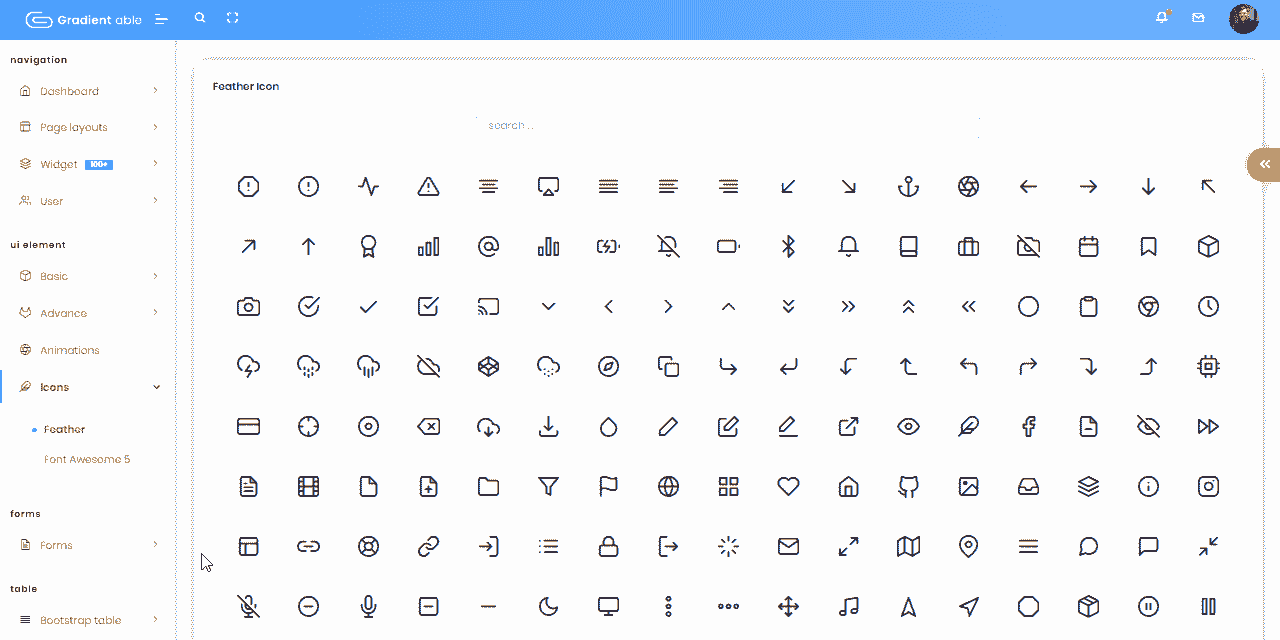 Gradient able
navigation
Dashboard
Page layouts
Widget 100+
User
ui element
Basic
Advance
Animations
Icons
Feather
Font Awesome 5
forms
Forms
table
Bootstrap table
Feather Icon
search . .